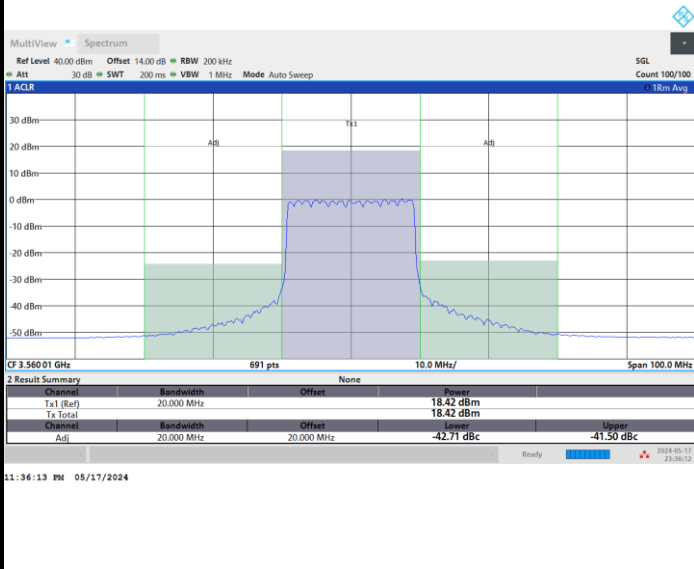 MultiView Spectrum
Ref Level 40.00 dBm Offset 14.00 dB RBW 200 kHz SGL
Att 30 dB SWT 200 ms VBW 1 MHz Mode Auto Sweep Count 100/100
1 ACLR 1Rm Avg
Tx1
Adj Adj
30 dBm
20 dBm
10 dBm
0 dBm
-10 dBm
-20 dBm
-30 dBm
-40 dBm
-50 dBm
CF 3.560 01 GHz 691 pts 10.0 MHz/ Span 100.0 MHz
2 Result Summary None
Channel Bandwidth Offset Power
Tx1 (Ref) 20.000 MHz 18.42 dBm
Tx Total 18.42 dBm
Channel Bandwidth Offset Lower Upper
Adj 20.000 MHz 20.000 MHz -42.71 dBc -41.50 dBc
Ready 2024-05-17
23:36:12
11:36:13 PM 05/17/2024